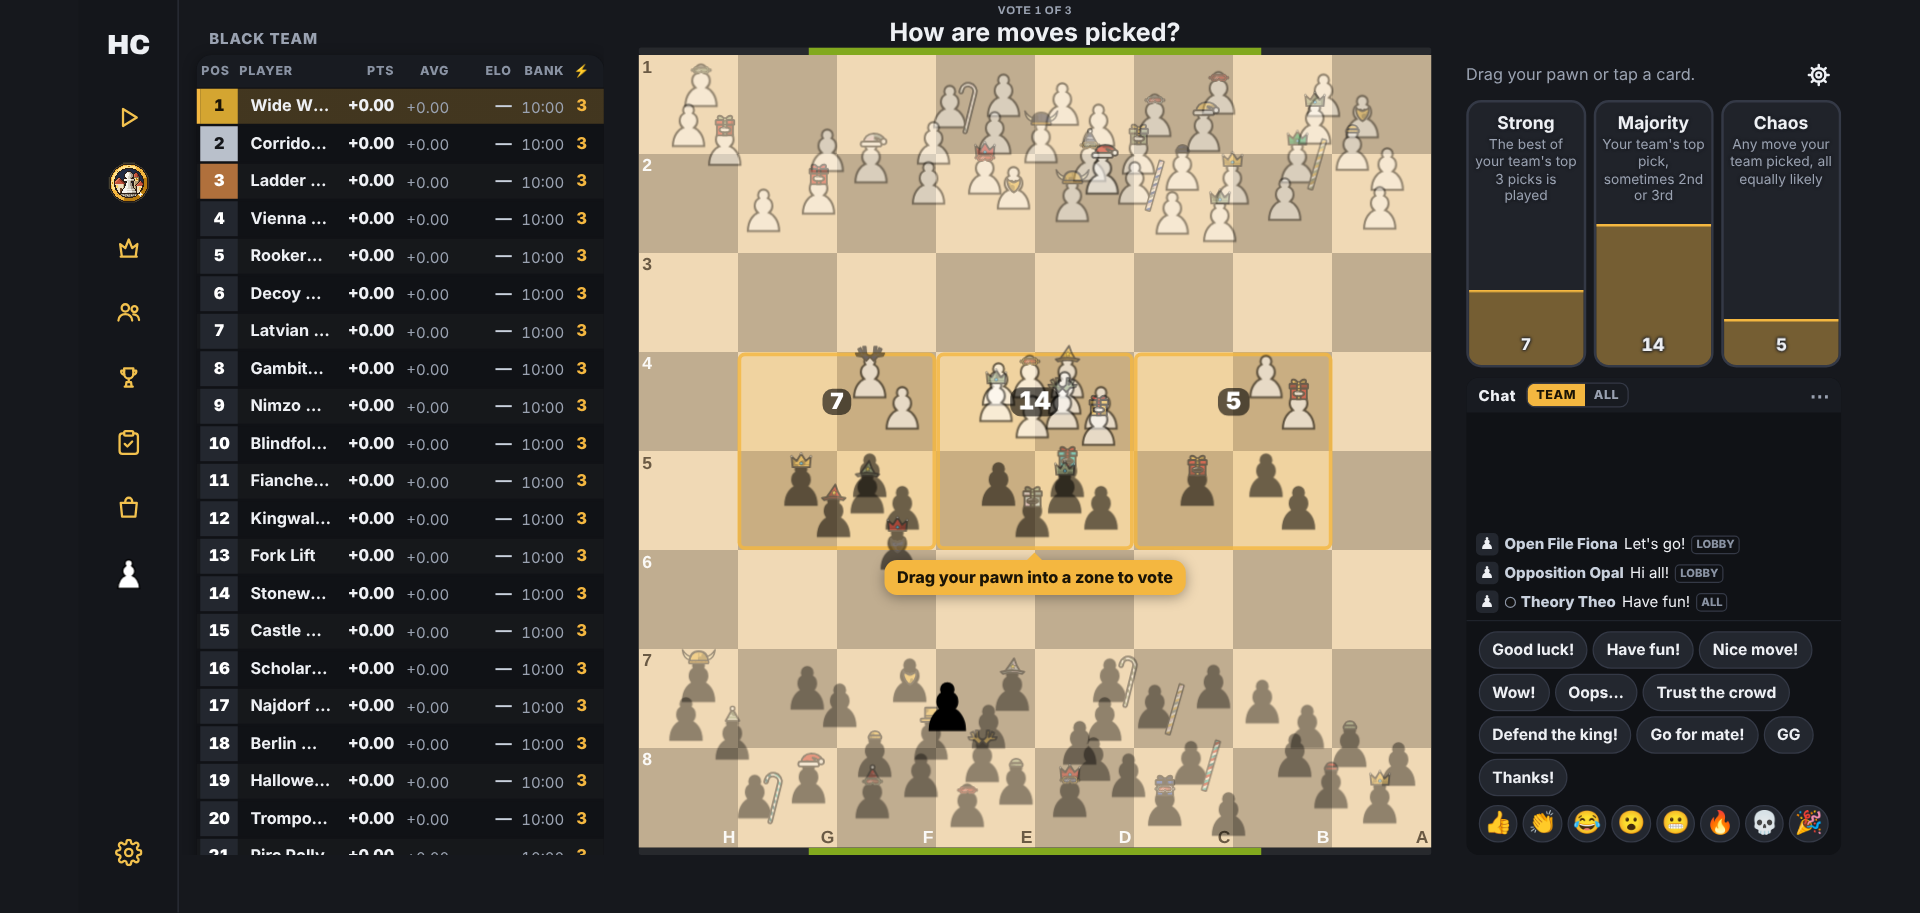 HC
BLACK TEAM
POS PLAYER PTS AVG ELO BANK ⚡
1 Wide W... +0.00 +0.00 — 10:00 3
2 Corrido... +0.00 +0.00 — 10:00 3
3 Ladder ... +0.00 +0.00 — 10:00 3
4 Vienna ... +0.00 +0.00 — 10:00 3
5 Rooker... +0.00 +0.00 — 10:00 3
6 Decoy ... +0.00 +0.00 — 10:00 3
7 Latvian ... +0.00 +0.00 — 10:00 3
8 Gambit... +0.00 +0.00 — 10:00 3
9 Nimzo ... +0.00 +0.00 — 10:00 3
10 Blindfol... +0.00 +0.00 — 10:00 3
11 Fianche... +0.00 +0.00 — 10:00 3
12 Kingwal... +0.00 +0.00 — 10:00 3
13 Fork Lift +0.00 +0.00 — 10:00 3
14 Stonew... +0.00 +0.00 — 10:00 3
15 Castle ... +0.00 +0.00 — 10:00 3
16 Scholar... +0.00 +0.00 — 10:00 3
17 Najdorf ... +0.00 +0.00 — 10:00 3
18 Berlin ... +0.00 +0.00 — 10:00 3
19 Hallowe... +0.00 +0.00 — 10:00 3
20 Trompo... +0.00 +0.00 — 10:00 3
VOTE 1 OF 3
How are moves picked?
1
2
3
4
7 14 5
5
6
Drag your pawn into a zone to vote
7
8
H G F E D C B A
Drag your pawn or tap a card.
Strong
The best of
your team's top
3 picks is
played
7
Majority
Your team's top
pick,
sometimes 2nd
or 3rd
14
Chaos
Any move your
team picked, all
equally likely
5
Chat TEAM ALL ...
Open File Fiona Let's go! LOBBY
Opposition Opal Hi all! LOBBY
Theory Theo Have fun! ALL
Good luck! Have fun! Nice move!
Wow! Oops... Trust the crowd
Defend the king! Go for mate! GG
Thanks!